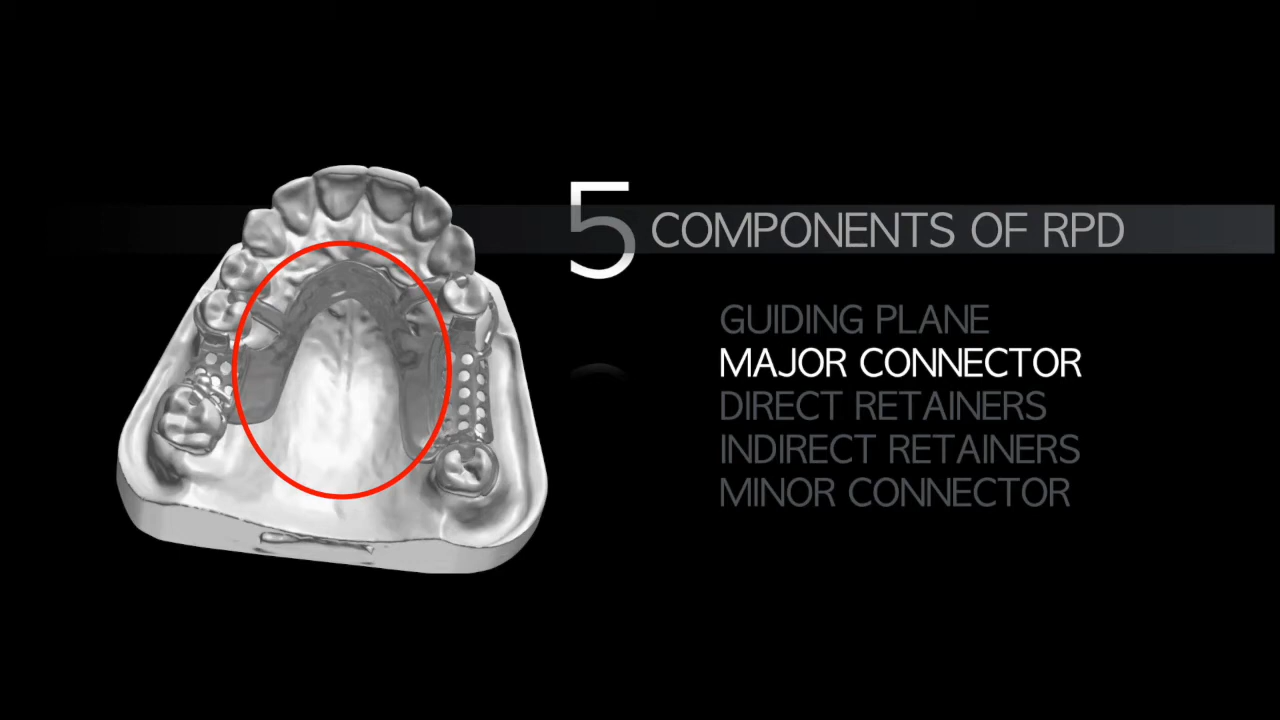 5 COMPONENTS OF RPD
GUIDING PLANE
MAJOR CONNECTOR
DIRECT RETAINERS
INDIRECT RETAINERS
MINOR CONNECTOR